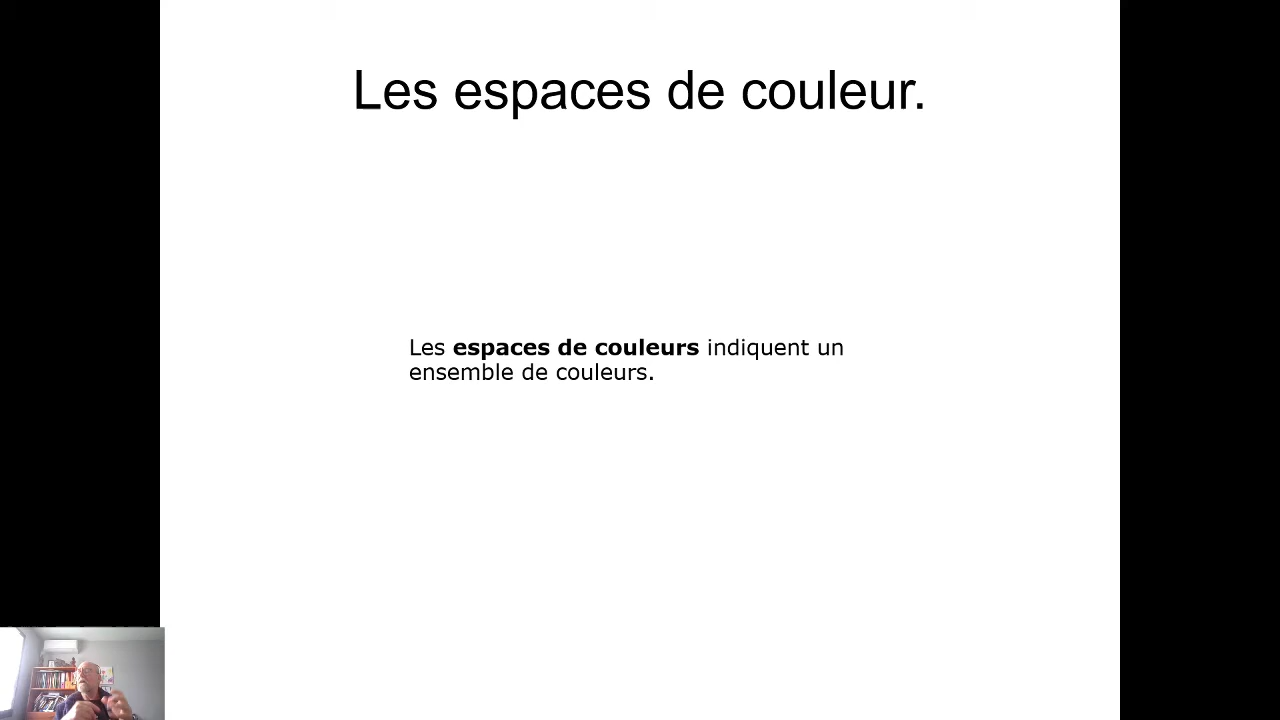 Les espaces de couleur.
Les espaces de couleurs indiquent un
ensemble de couleurs.